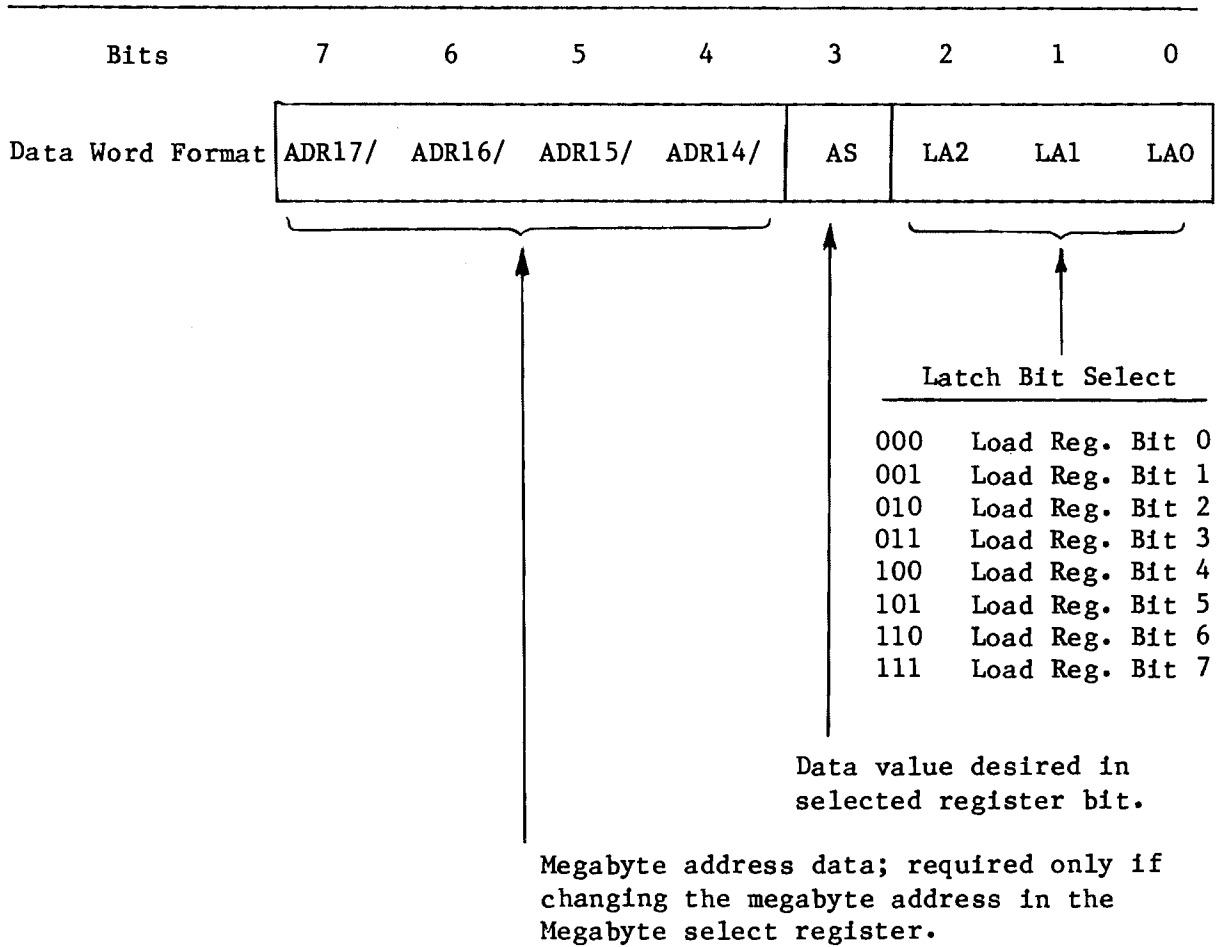 Bits 7 6 5 4 3 2 1 0
Data Word Format ADR17/ ADR16/ ADR15/ ADR14/ AS LA2 LA1 LA0
Latch Bit Select
000 Load Reg. Bit 0
001 Load Reg. Bit 1
010 Load Reg. Bit 2
011 Load Reg. Bit 3
100 Load Reg. Bit 4
101 Load Reg. Bit 5
110 Load Reg. Bit 6
111 Load Reg. Bit 7
Data value desired in
selected register bit.
Megabyte address data; required only if
changing the megabyte address in the
Megabyte select register.